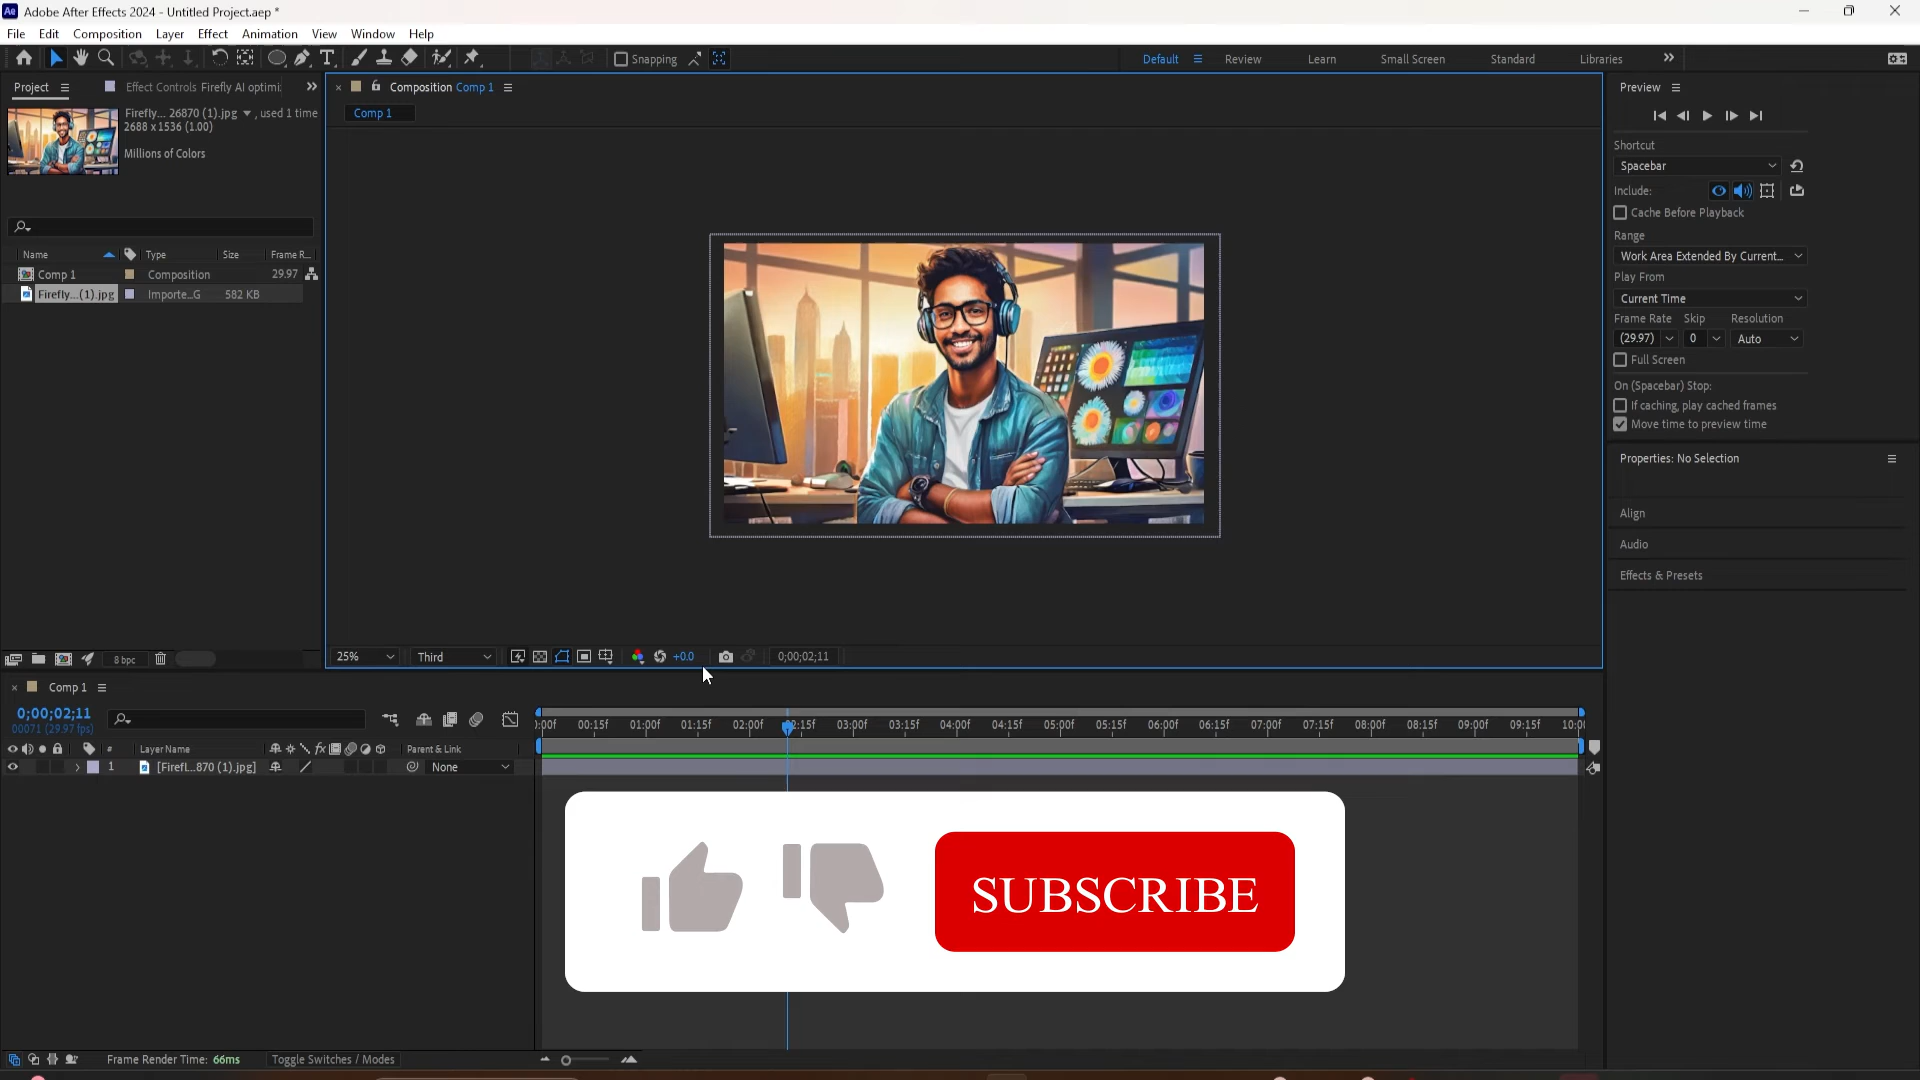 Ae Adobe After Effects 2024 - Untitled Project.aep *
File Edit Composition Layer Effect Animation View Window Help
Snapping Default Review Learn Small Screen Standard Libraries
Project Effect Controls Firefly AI optimi:
Firefly... 26870 (1).jpg , used 1 time
2688 x 1536 (1.00)
Millions of Colors
Name Type Size Frame R...
Comp 1 Composition 29.97
Firefly...(1).jpg Importe...G 582 KB
8 bpc
Composition Comp 1
Comp 1
25% Third +0.0 0;00;02;11
Preview
Shortcut
Spacebar
Include:
Cache Before Playback
Range
Work Area Extended By Current...
Play From
Current Time
Frame Rate Skip Resolution
(29.97) 0 Auto
Full Screen
On (Spacebar) Stop:
If caching, play cached frames
Move time to preview time
Properties: No Selection
Align
Audio
Effects & Presets
Comp 1
0;00;02;11
00071 (29.97 fps)
):00f 00:15f 01:00f 01:15f 02:00f 02:15f 03:00f 03:15f 04:00f 04:15f 05:00f 05:15f 06:00f 06:15f 07:00f 07:15f 08:00f 08:15f 09:00f 09:15f 10:0(
# Layer Name fx Parent & Link
1 [Firefl...870 (1).jpg] None
SUBSCRIBE
Frame Render Time: 66ms Toggle Switches / Modes